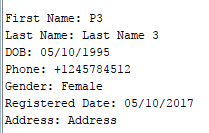 First Name: P3
Last Name: Last Name 3
DOB: 05/10/1995
Phone: +1245784512
Gender: Female
Registered Date: 05/10/2017
Address: Address